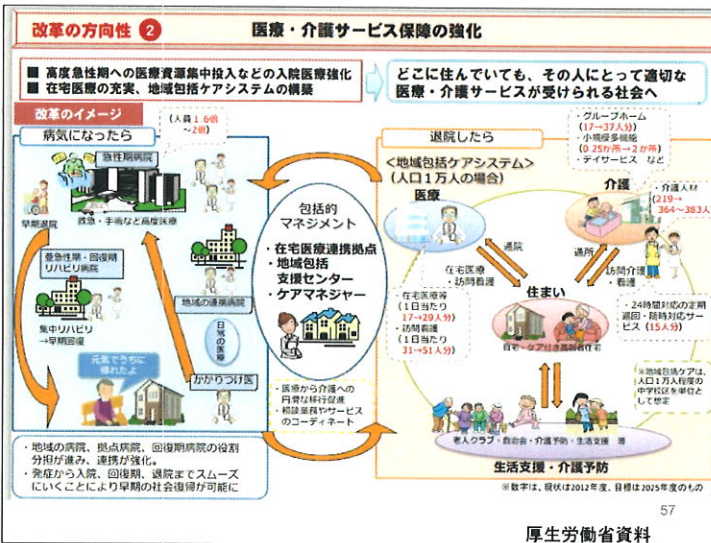 改革の方向性 2
医療・介護サービス保障の強化
■ 高度急性期への医療資源集中投入などの入院医療強化
■ 在宅医療の充実、地域包括ケアシステムの構築
どこに住んでいても、その人にとって適切な
医療・介護サービスが受けられる社会へ
改革のイメージ
病気になったら
(人員1.6倍
~2倍)
急性期病院
早期退院
救急・手術など高度医療
亜急性期・回復期
リハビリ病院
集中リハビリ
→早期回復
地域の連携病院
日常の医療
元気でうちに
帰れたよ
かかりつけ医
・地域の病院、拠点病院、回復期病院の役割
分担が進み、連携が強化。
・発症から入院、回復期、退院までスムーズ
にいくことにより早期の社会復帰が可能に
包括的
マネジメント
・在宅医療連携拠点
・地域包括
支援センター
・ケアマネジャー
・医療から介護への
円滑な移行促進
・相談業務やサービス
のコーディネート
退院したら
<地域包括ケアシステム>
(人口1万人の場合)
・グループホーム
(17→37人分)
・小規模多機能
(0.25か所→2か所)
・デイサービス など
医療
介護
・介護人材
(219→
364~383人
通院
在宅医療
・訪問看護
通所
訪問介護
・看護
・在宅医療等
(1日当たり
17→29人分)
・訪問看護
(1日当たり
31→51人分)
住まい
自宅・ケア付き高齢者住宅
・24時間対応の定期
巡回・随時対応サー
ビス(15人分)
※地域包括ケアは、
人口1万人程度の
中学校区を単位と
して想定
老人クラブ・自治会・介護予防・生活支援 等
生活支援・介護予防
※数字は、現状は2012年度、目標は2025年度のもの
57
厚生労働省資料